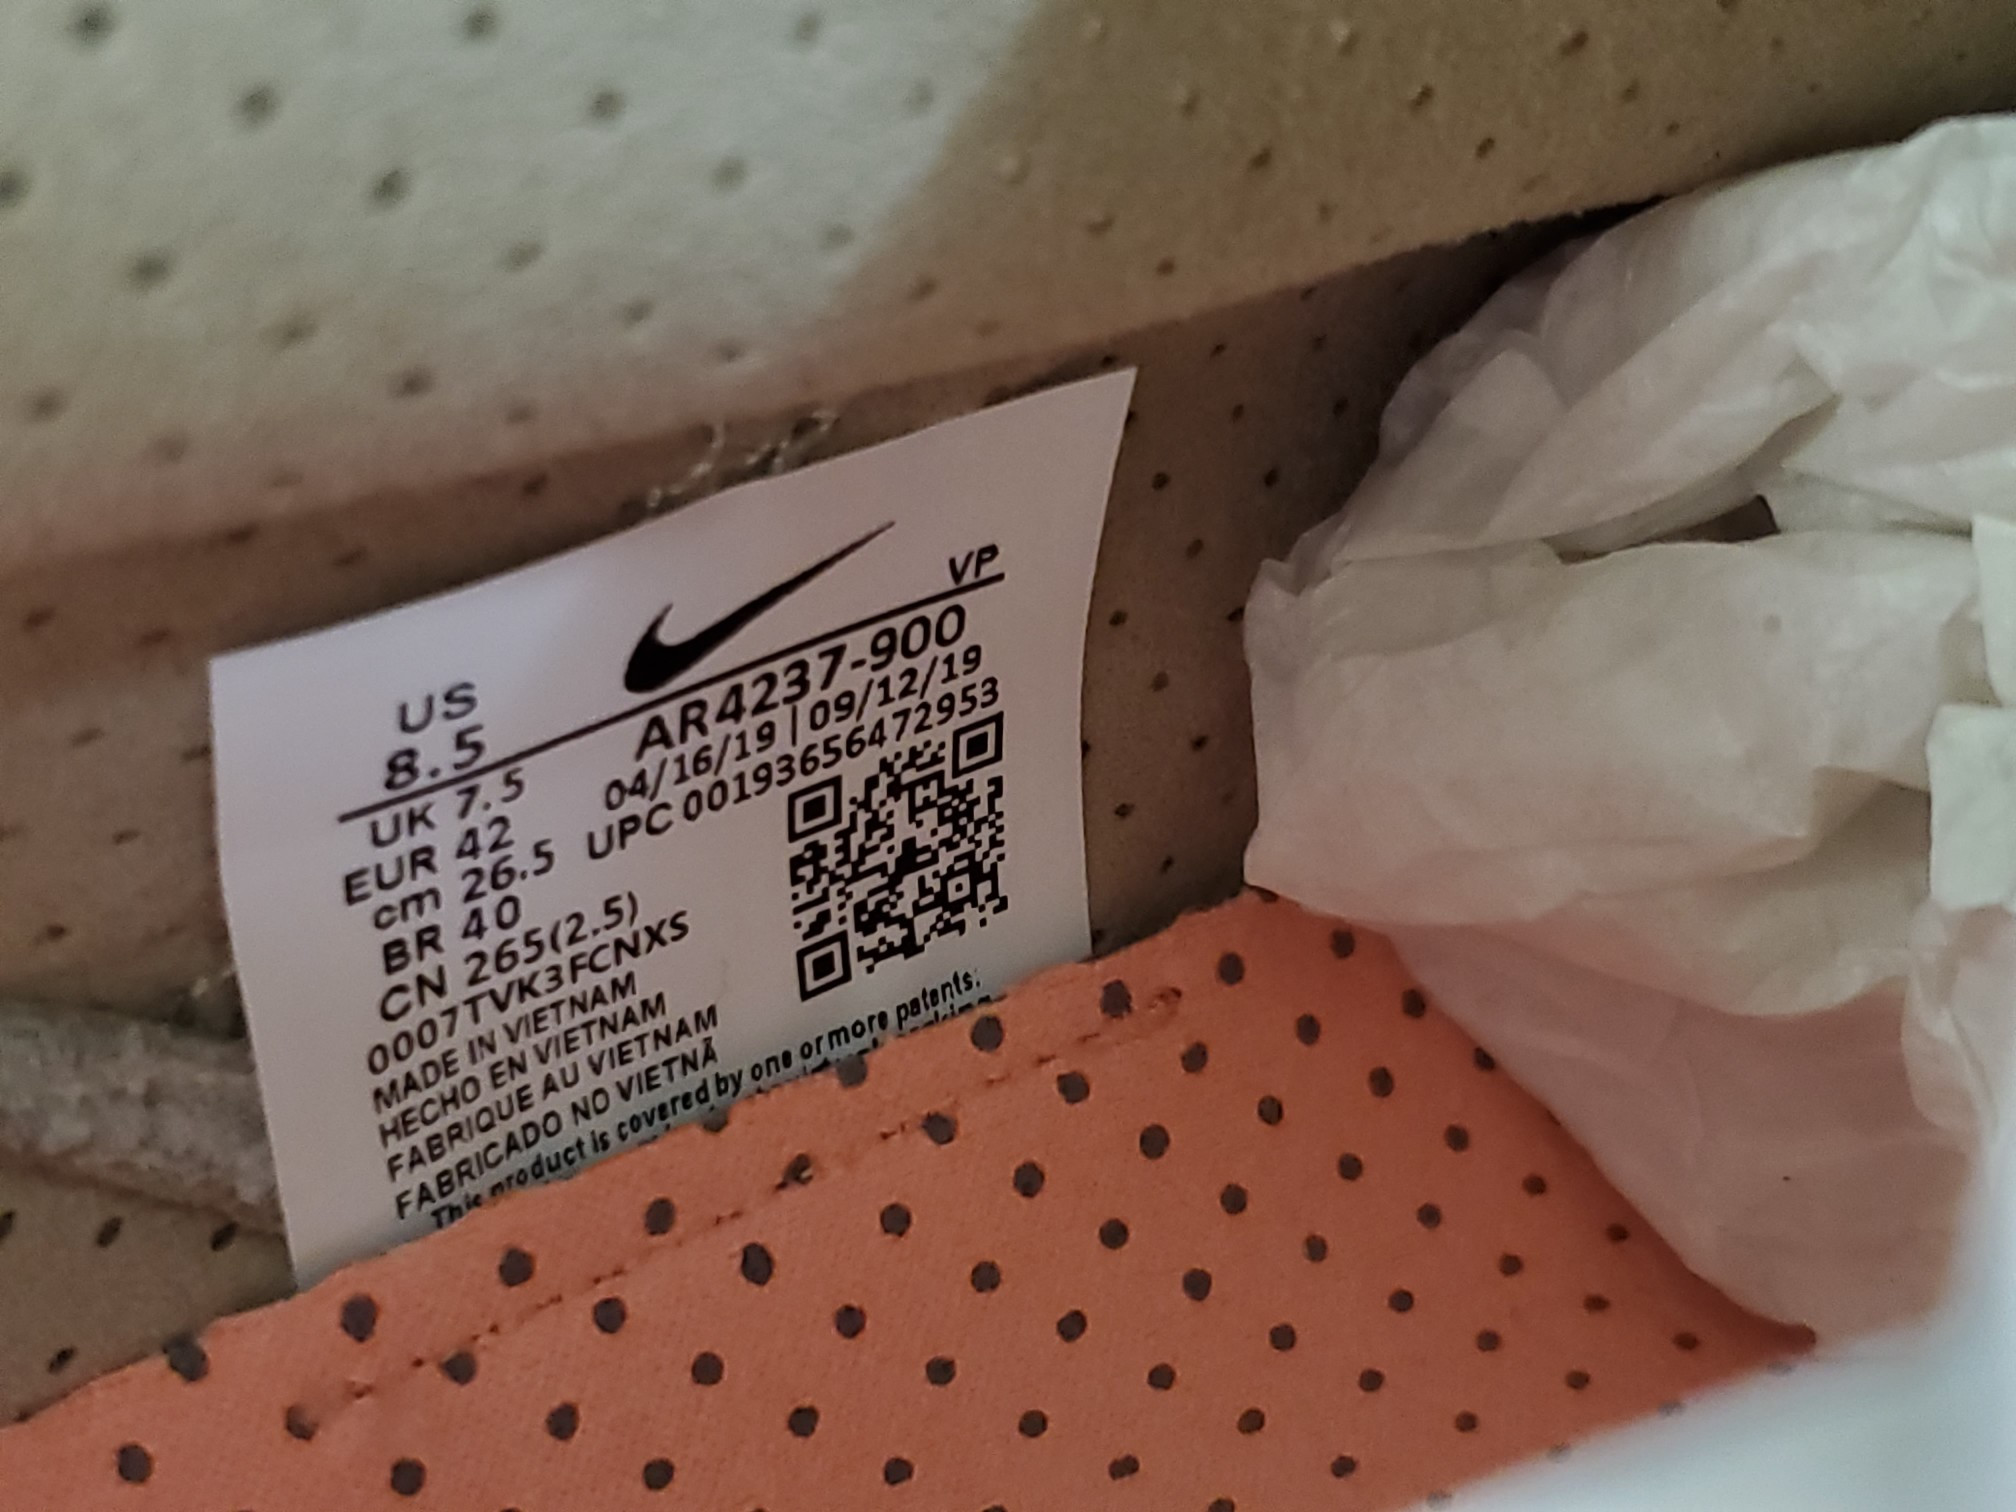 VP
US
8.5
AR4237-900
04/16/19 | 09/12/19
UPC 00193656472953
UK 7.5
EUR 42
cm 26.5
BR 40
CN 265(2.5)
0007TVK3FCNXS
MADE IN VIETNAM
HECHO EN VIETNAM
FABRIQUE AU VIETNAM
FABRICADO NO VIETNÃ
This product is covered by one or more patents.